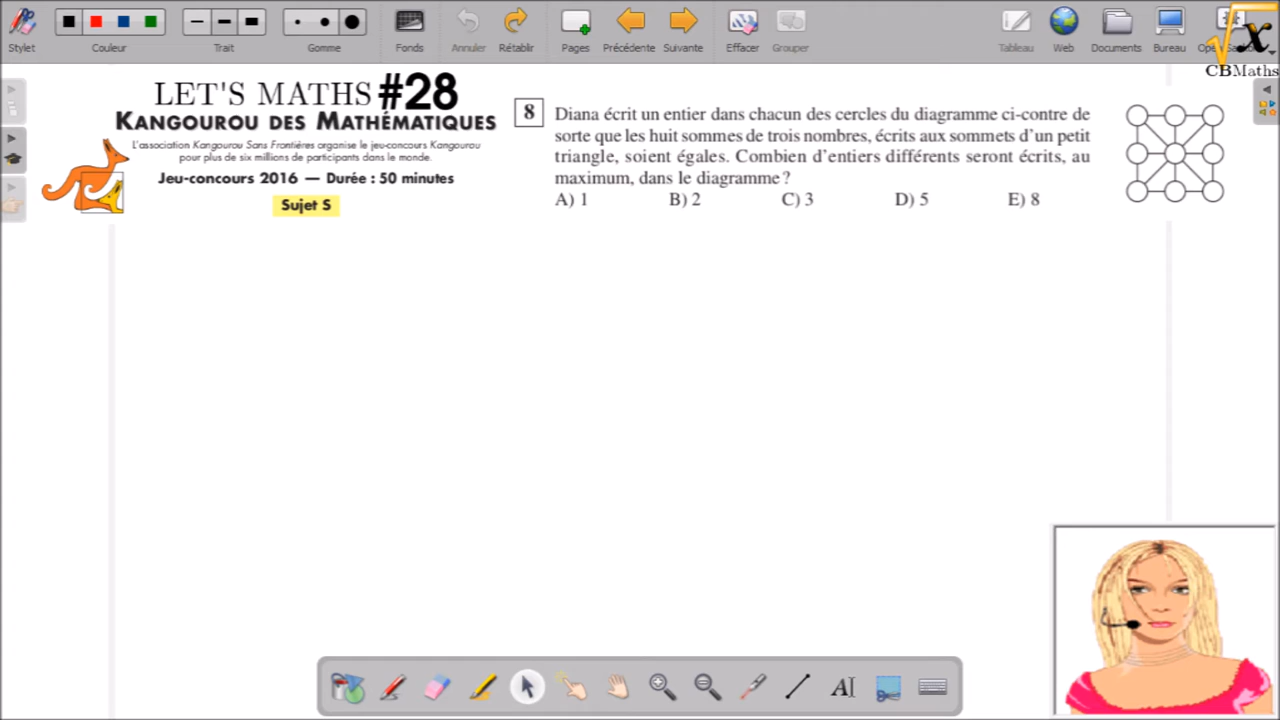 Stylet
Couleur
Trait
Gomme
Fonds
Annuler
Rétablir
Pages
Précédente
Suivante
Effacer
Grouper
Tableau
Web
Documents
Bureau
√x
CBMaths
LET'S MATHS #28
KANGOUROU DES MATHÉMATIQUES
L'association Kangourou Sans Frontières organise le jeu-concours Kangourou
pour plus de six millions de participants dans le monde.
Jeu-concours 2016 — Durée : 50 minutes
Sujet S
8 Diana écrit un entier dans chacun des cercles du diagramme ci-contre de
sorte que les huit sommes de trois nombres, écrits aux sommets d'un petit
triangle, soient égales. Combien d'entiers différents seront écrits, au
maximum, dans le diagramme ?
A) 1 B) 2 C) 3 D) 5 E) 8
AI